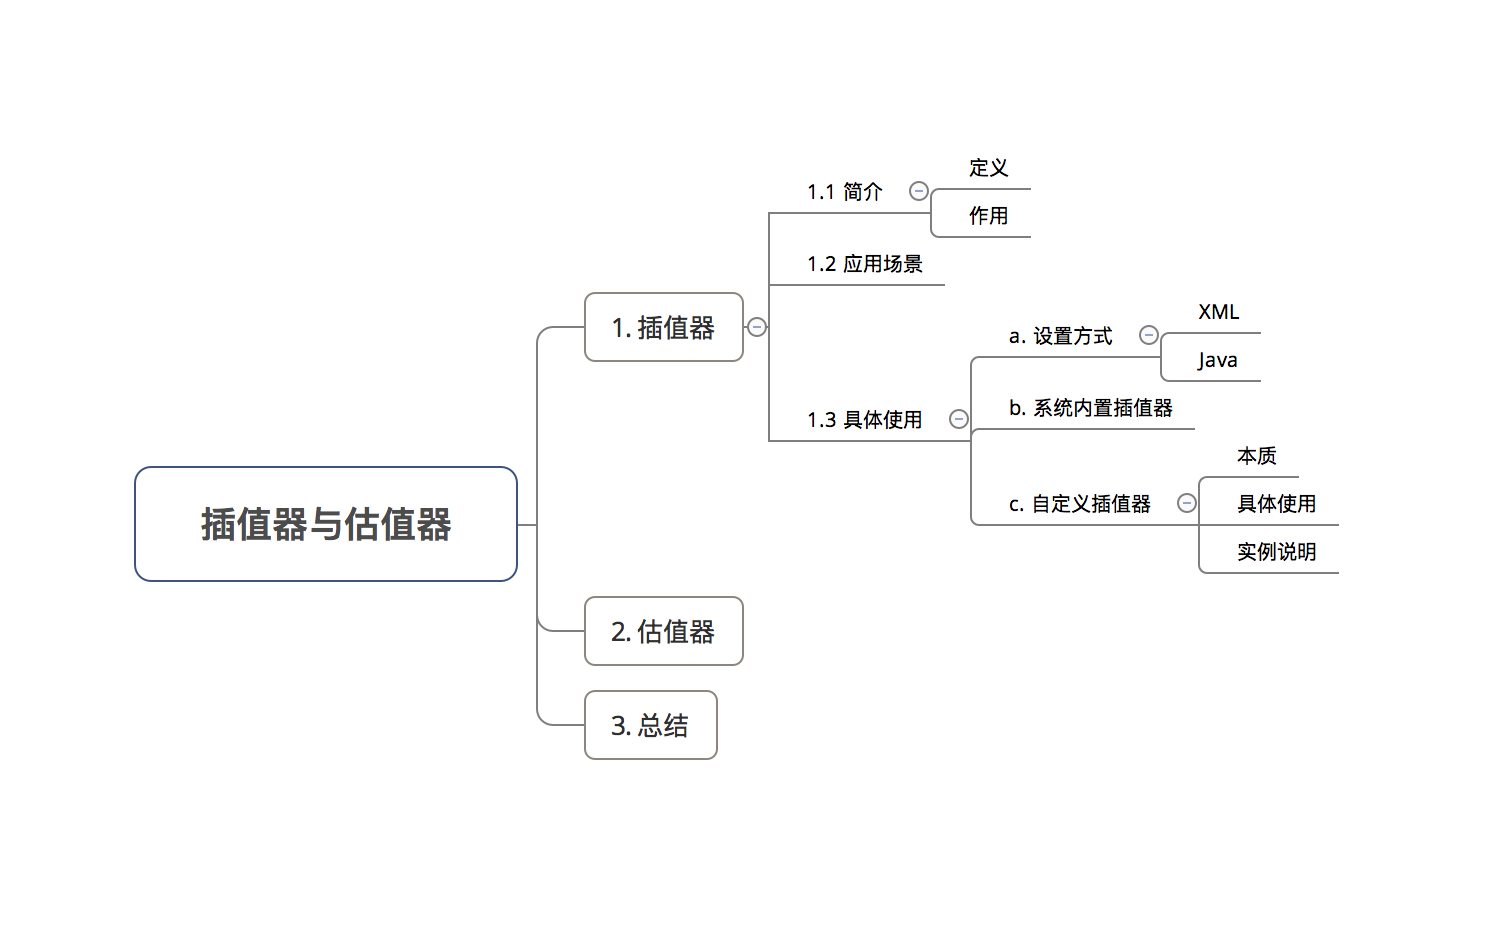 插值器与估值器
1. 插值器
1.1 简介
定义
作用
1.2 应用场景
1.3 具体使用
a. 设置方式
XML
Java
b. 系统内置插值器
c. 自定义插值器
本质
具体使用
实例说明
2. 估值器
3. 总结